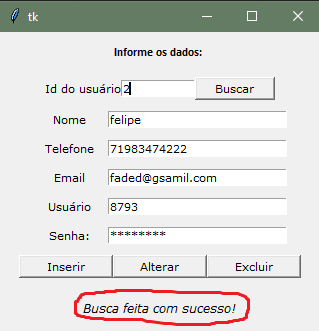 tk
Informe os dados:
Id do usuário 2 Buscar
Nome felipe
Telefone 71983474222
Email faded@gsamil.com
Usuário 8793
Senha: ********
Inserir Alterar Excluir
Busca feita com sucesso!